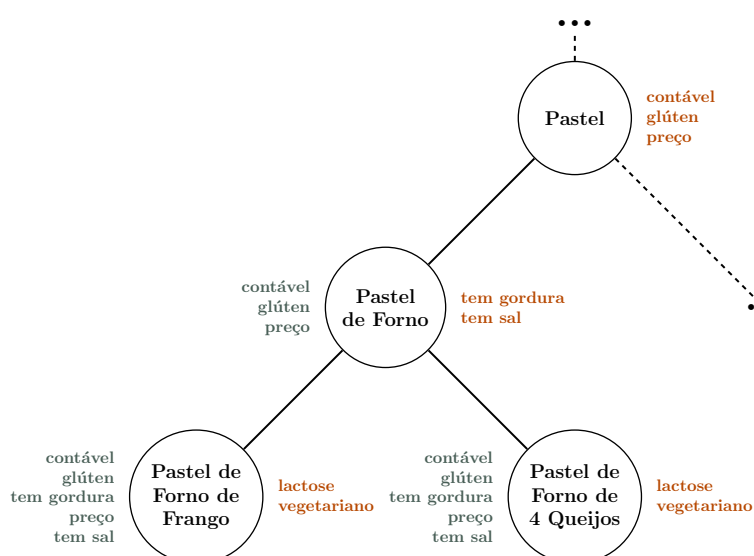 Pastel
contável
glúten
preço
contável
glúten
preço
Pastel
de Forno
tem gordura
tem sal
contável
glúten
tem gordura
preço
tem sal
Pastel de
Forno de
Frango
lactose
vegetariano
contável
glúten
tem gordura
preço
tem sal
Pastel de
Forno de
4 Queijos
lactose
vegetariano